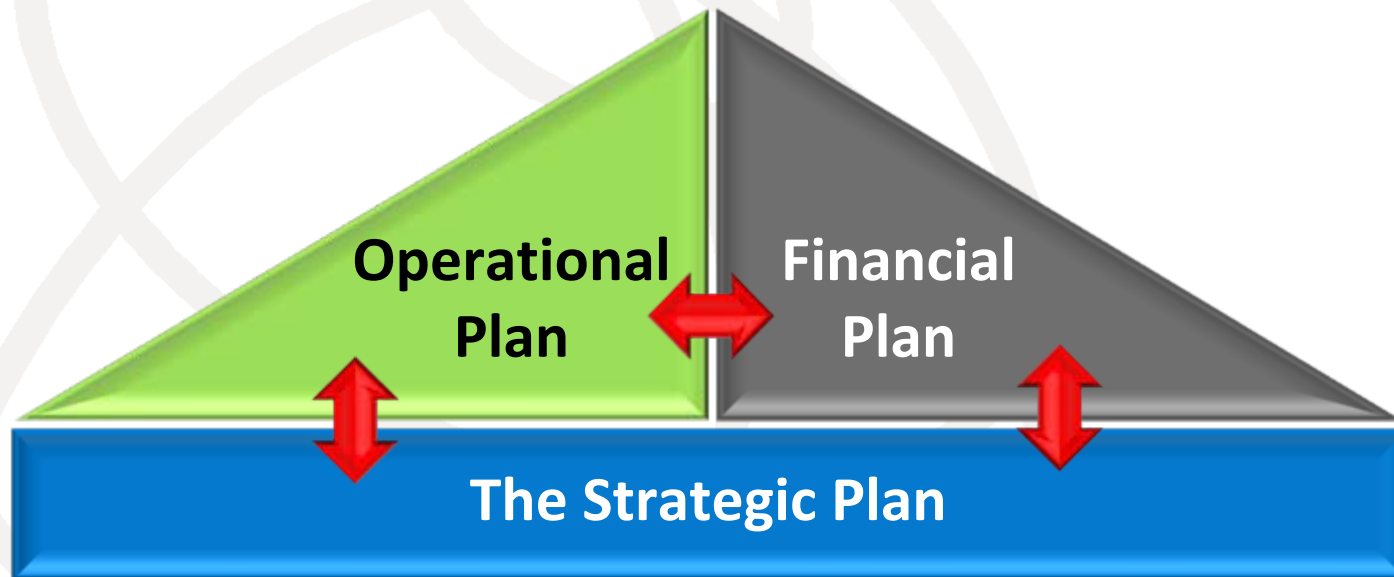 Operational
Plan
Financial
Plan
The Strategic Plan